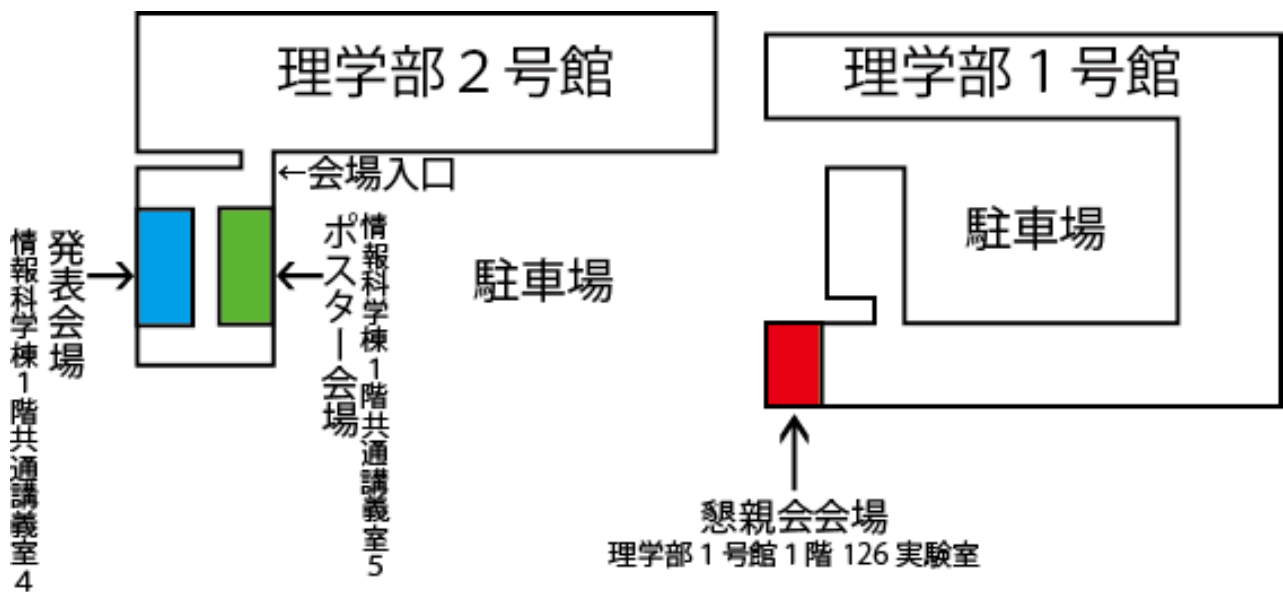 理学部２号館
理学部１号館
←会場入口
発表会場
情報科学棟１階共通講義室４
ポスター会場
情報科学棟１階共通講義室５
駐車場
駐車場
懇親会会場
理学部１号館１階 126 実験室